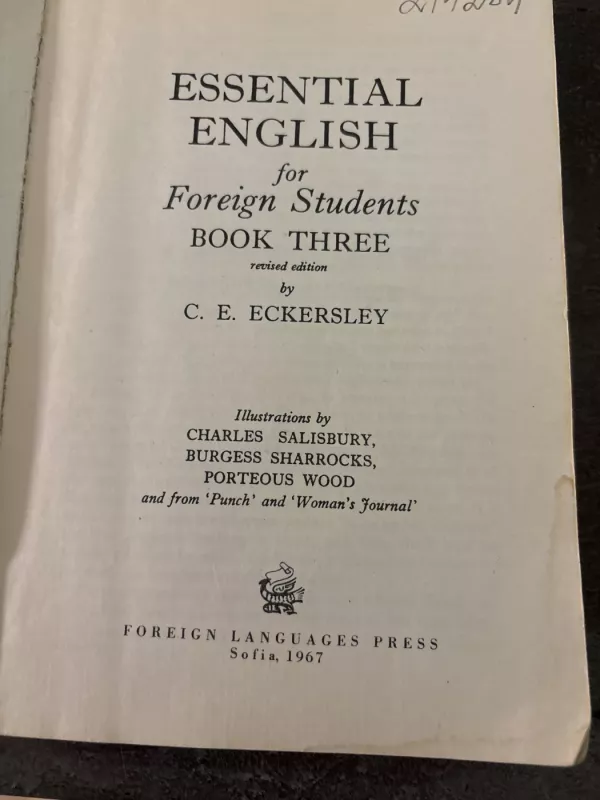 ESSENTIAL
ENGLISH
for
Foreign Students
BOOK THREE
revised edition
by
C. E. ECKERSLEY
Illustrations by
CHARLES SALISBURY,
BURGESS SHARROCKS,
PORTEOUS WOOD
and from 'Punch' and 'Woman's Journal'
FOREIGN LANGUAGES PRESS
Sofia, 1967